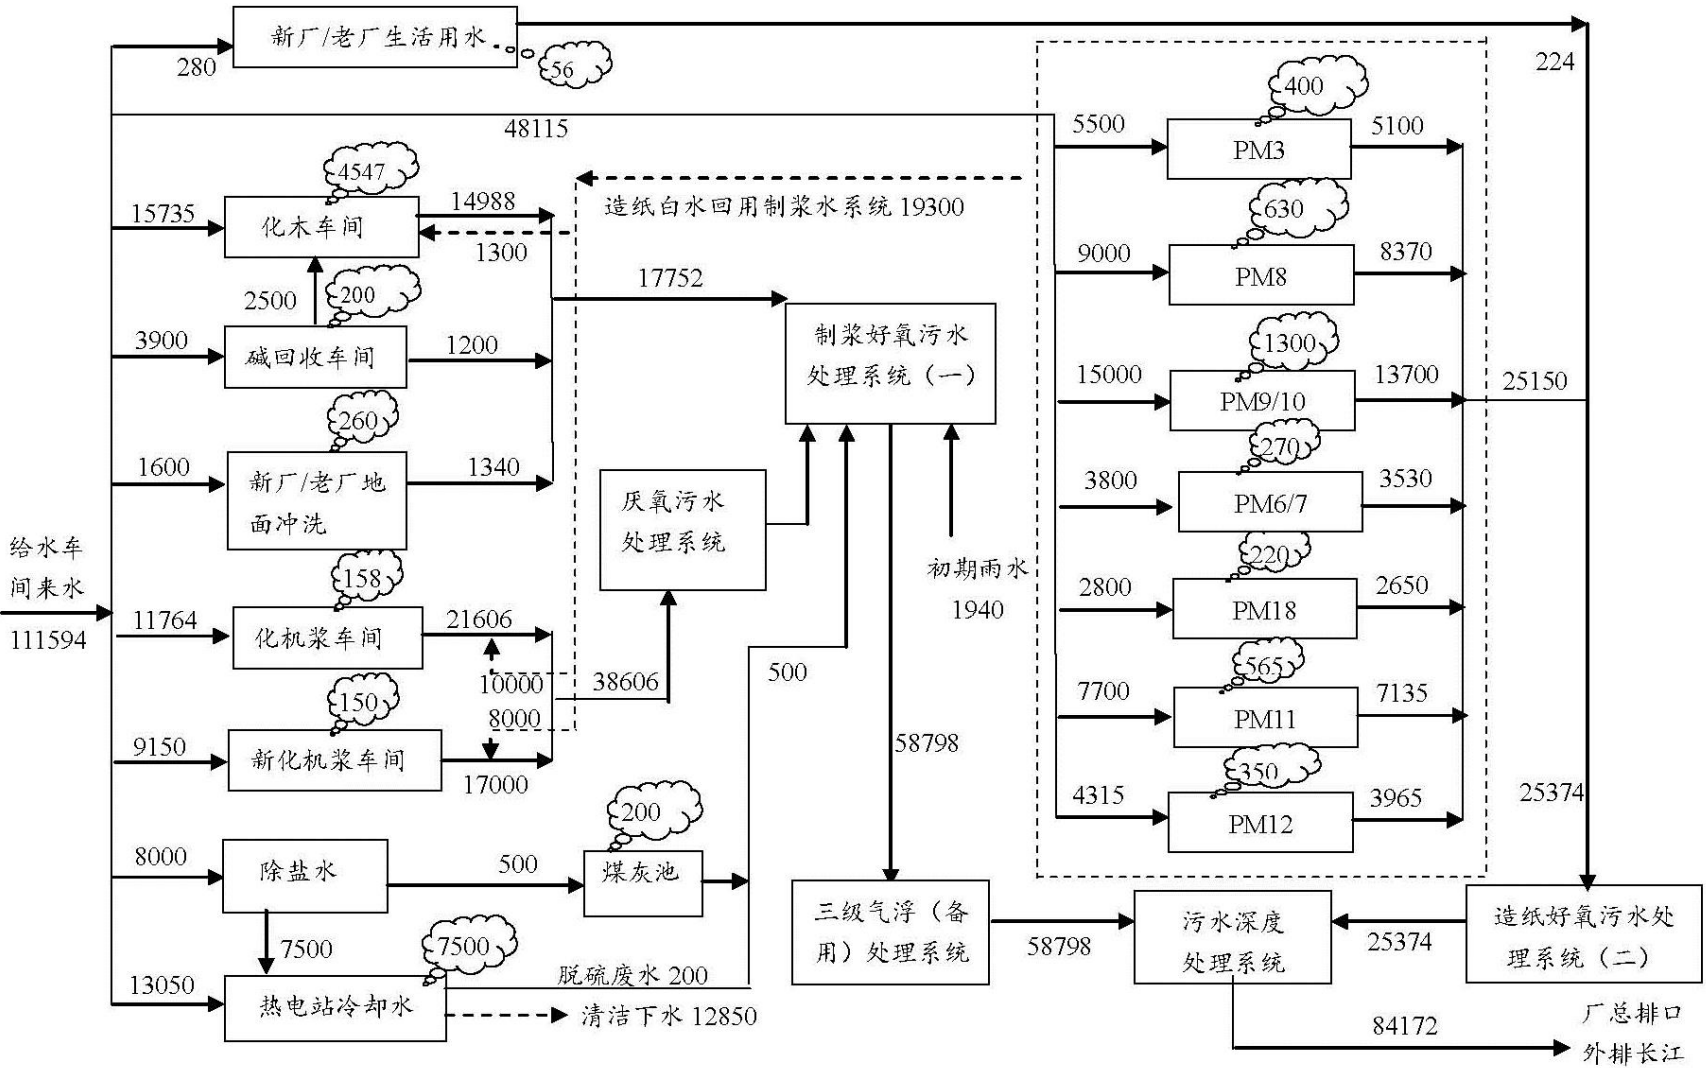 新厂/老厂生活用水
280
56
224
48115
400
5500
PM3
5100
4547
15735
化木车间
14988
造纸白水回用制浆水系统 19300
1300
630
9000
PM8
8370
2500
200
17752
3900
碱回收车间
1200
制浆好氧污水
处理系统（一）
1300
15000
PM9/10
13700
25150
260
1600
新厂/老厂地
面冲洗
1340
厌氧污水
处理系统
270
3800
PM6/7
3530
给水车
间来水
111594
初期雨水
1940
220
2800
PM18
2650
158
11764
化机浆车间
21606
10000
38606
500
565
7700
PM11
7135
150
8000
9150
新化机浆车间
17000
58798
350
4315
PM12
3965
25374
8000
除盐水
500
200
煤灰池
7500
7500
13050
热电站冷却水
脱硫废水 200
清洁下水 12850
三级气浮（备
用）处理系统
58798
污水深度
处理系统
25374
造纸好氧污水处
理系统（二）
84172
厂总排口
外排长江